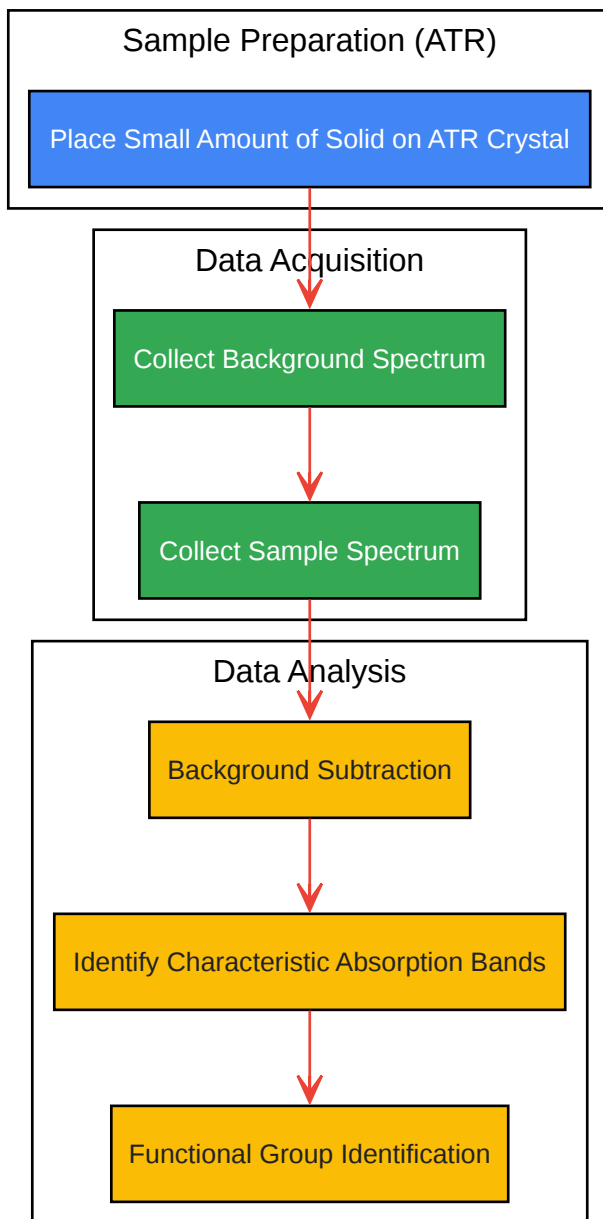 Sample Preparation (ATR)
Place Small Amount of Solid on ATR Crystal
Data Acquisition
Collect Background Spectrum
Collect Sample Spectrum
Data Analysis
Background Subtraction
Identify Characteristic Absorption Bands
Functional Group Identification